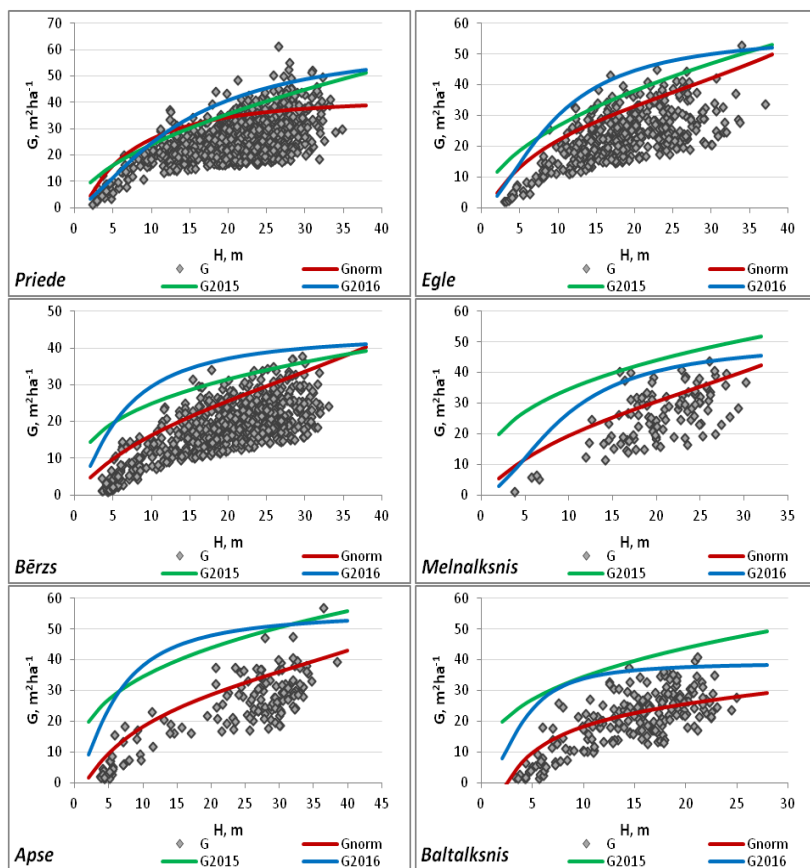 70
60
50
40
30
20
10
0
G, m²ha⁻¹
0 5 10 15 20 25 30 35 40
H, m
Priede
G Gnorm
G2015 G2016
60
50
40
30
20
10
0
G, m²ha⁻¹
0 5 10 15 20 25 30 35 40
H, m
Egle
G Gnorm
G2015 G2016
50
40
30
20
10
0
G, m²ha⁻¹
0 5 10 15 20 25 30 35 40
H, m
Bērzs
G Gnorm
G2015 G2016
60
50
40
30
20
10
0
G, m²ha⁻¹
0 5 10 15 20 25 30 35
H, m
Melnalksnis
G Gnorm
G2015 G2016
60
50
40
30
20
10
0
G, m²ha⁻¹
0 5 10 15 20 25 30 35 40 45
H, m
Apse
G Gnorm
G2015 G2016
60
50
40
30
20
10
0
G, m²ha⁻¹
0 5 10 15 20 25 30
H, m
Baltalksnis
G Gnorm
G2015 G2016